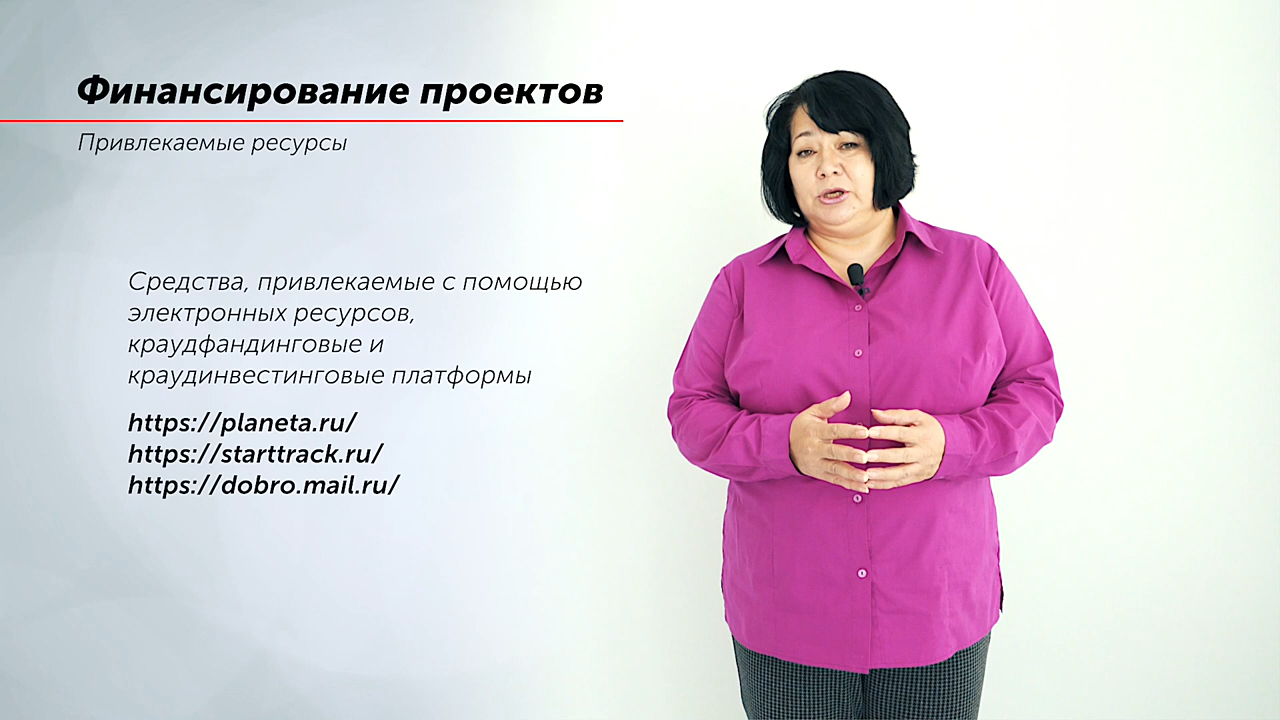 Финансирование проектов
Привлекаемые ресурсы
Средства, привлекаемые с помощью
электронных ресурсов,
краудфандинговые и
краудинвестинговые платформы
https://planeta.ru/
https://starttrack.ru/
https://dobro.mail.ru/